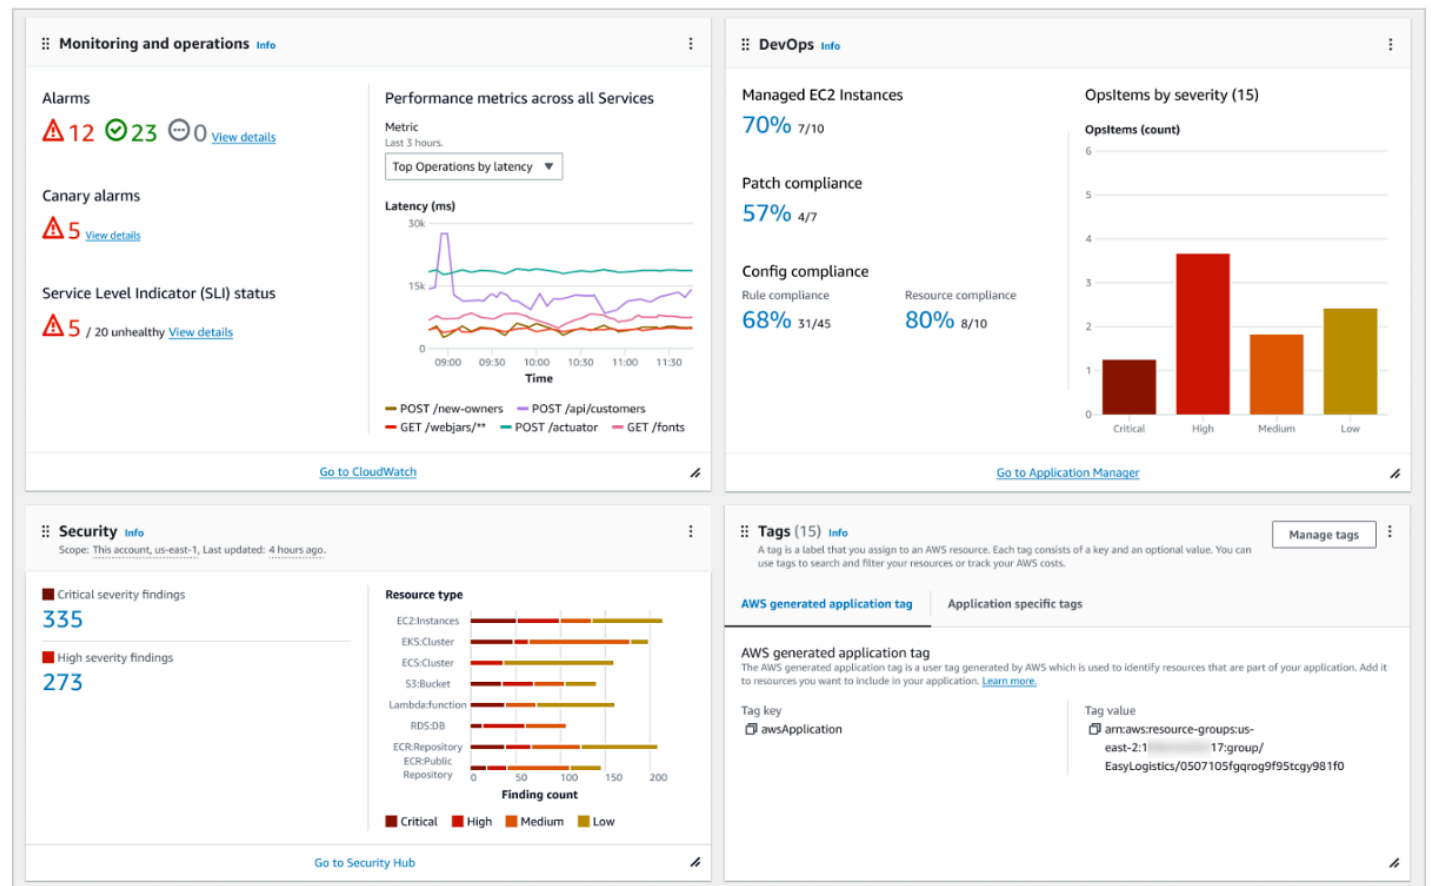 Monitoring and operations Info
Alarms
12 23 0 View details
Canary alarms
5 View details
Service Level Indicator (SLI) status
5 / 20 unhealthy View details
Performance metrics across all Services
Metric
Last 3 hours.
Top Operations by latency
Latency (ms)
30k
15k
0
09:00 09:30 10:00 10:30 11:00 11:30
Time
POST /new-owners POST /api/customers
GET /webjars/** POST /actuator GET /fonts
Go to CloudWatch
DevOps Info
Managed EC2 Instances
70% 7/10
Patch compliance
57% 4/7
Config compliance
Rule compliance Resource compliance
68% 31/45 80% 8/10
OpsItems by severity (15)
OpsItems (count)
6
5
4
3
2
1
0
Critical High Medium Low
Go to Application Manager
Security Info
Scope: This account, us-east-1, Last updated: 4 hours ago.
Critical severity findings
335
High severity findings
273
Resource type
EC2:Instances
EKS:Cluster
ECS:Cluster
S3:Bucket
Lambda:function
RDS:DB
ECR:Repository
ECR:Public
Repository
0 50 100 150 200
Finding count
Critical High Medium Low
Go to Security Hub
Tags (15) Info
Manage tags
A tag is a label that you assign to an AWS resource. Each tag consists of a key and an optional value. You can
use tags to search and filter your resources or track your AWS costs.
AWS generated application tag Application specific tags
AWS generated application tag
The AWS generated application tag is a user tag generated by AWS which is used to identify resources that are part of your application. Add it
to resources you want to include in your application. Learn more.
Tag key
awsApplication
Tag value
arn:aws:resource-groups:us-
east-2:1 17:group/
EasyLogistics/0507105fgqrog9f95tcgy981f0